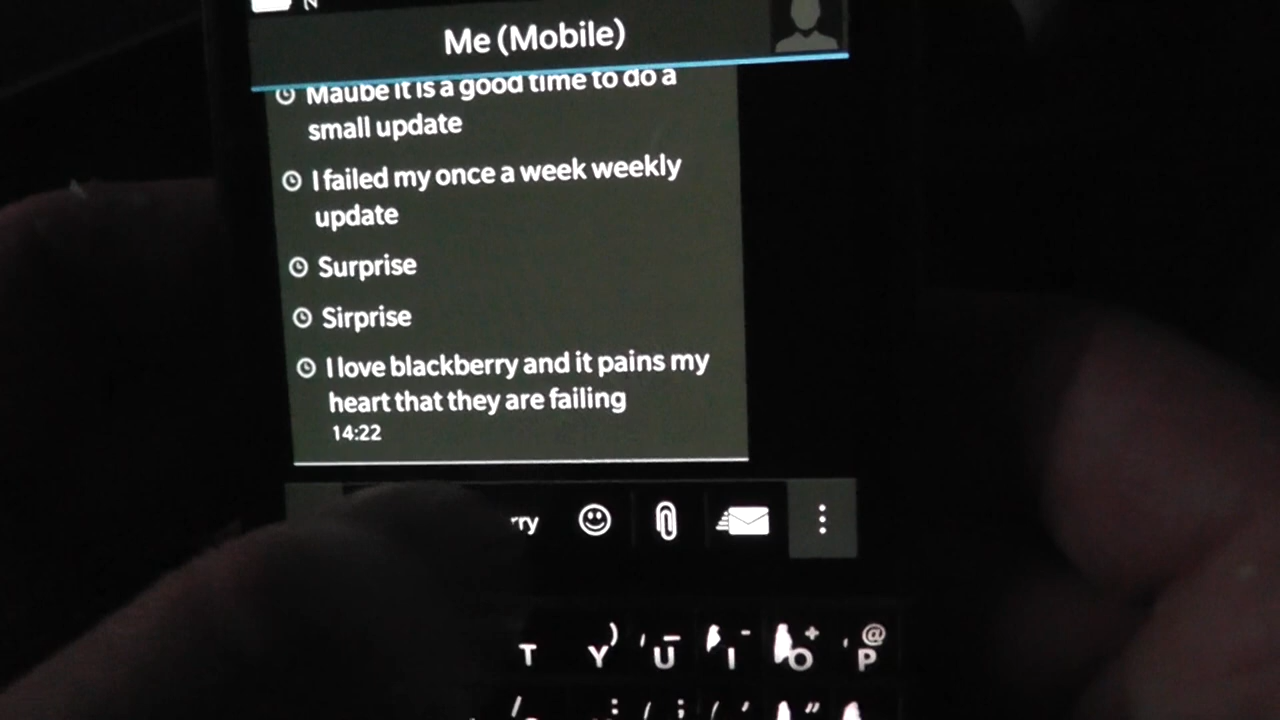 Me (Mobile)
Maube it is a good time to do a
small update
I failed my once a week weekly
update
Surprise
Sirprise
I love blackberry and it pains my
heart that they are failing
14:22
rry
T Y ) ' U _ I - O + ' P @
/ : ; ' "